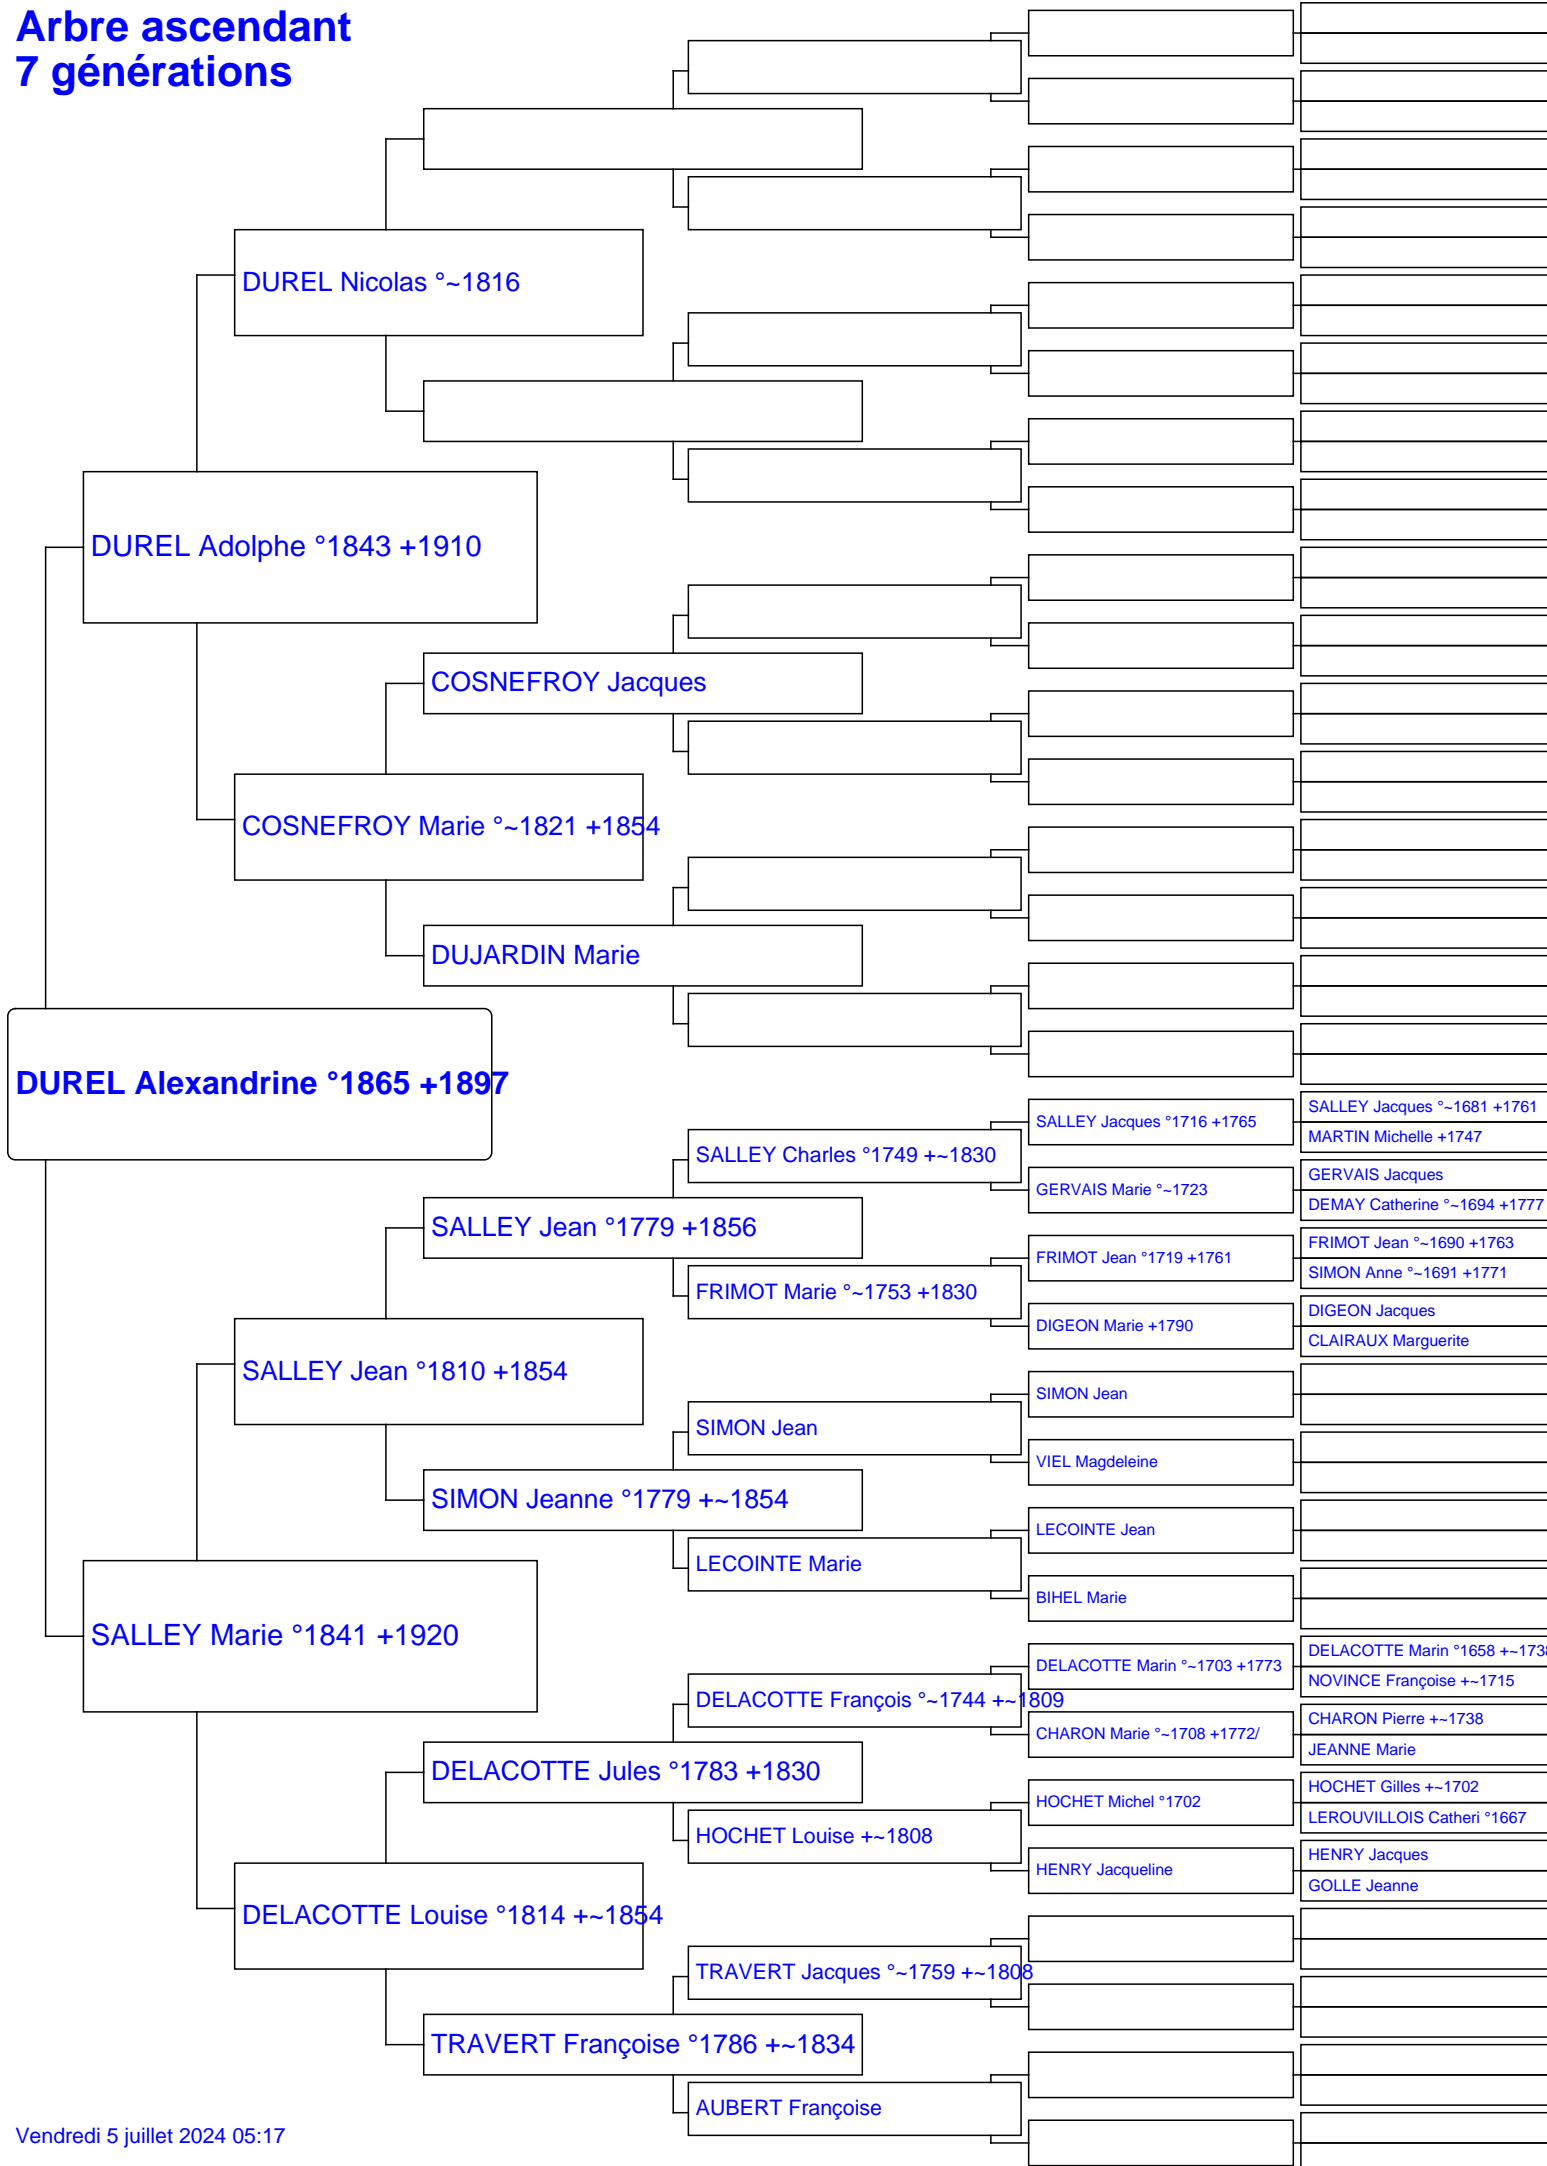 Arbre ascendant
7 générations
DUREL Nicolas °~1816
DUREL Adolphe °1843 +1910
COSNEFROY Jacques
COSNEFROY Marie °~1821 +1854
DUJARDIN Marie
DUREL Alexandrine °1865 +1897
SALLEY Jacques °~1681 +1761
SALLEY Jacques °1716 +1765
MARTIN Michelle +1747
SALLEY Charles °1749 +~1830
GERVAIS Jacques
GERVAIS Marie °~1723
DEMAY Catherine °~1694 +1777
SALLEY Jean °1779 +1856
FRIMOT Jean °~1690 +1763
FRIMOT Jean °1719 +1761
SIMON Anne °~1691 +1771
FRIMOT Marie °~1753 +1830
DIGEON Jacques
DIGEON Marie +1790
CLAIRAUX Marguerite
SALLEY Jean °1810 +1854
SIMON Jean
SIMON Jean
VIEL Magdeleine
SIMON Jeanne °1779 +~1854
LECOINTE Jean
LECOINTE Marie
BIHEL Marie
SALLEY Marie °1841 +1920
DELACOTTE Marin °1658 +~1738
DELACOTTE Marin °~1703 +1773
NOVINCE Françoise +~1715
DELACOTTE François °~1744 +~1809
CHARON Pierre +~1738
CHARON Marie °~1708 +1772/
JEANNE Marie
DELACOTTE Jules °1783 +1830
HOCHET Gilles +~1702
HOCHET Michel °1702
LEROUVILLOIS Catheri °1667
HOCHET Louise +~1808
HENRY Jacques
HENRY Jacqueline
GOLLE Jeanne
DELACOTTE Louise °1814 +~1854
TRAVERT Jacques °~1759 +~1808
TRAVERT Françoise °1786 +~1834
AUBERT Françoise
Vendredi 5 juillet 2024 05:17